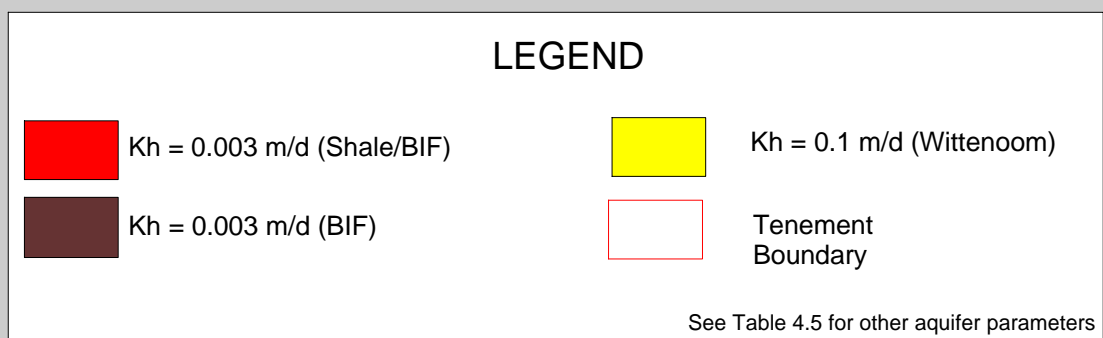 LEGEND
Kh = 0.003 m/d (Shale/BIF)
Kh = 0.003 m/d (BIF)
Kh = 0.1 m/d (Wittenoom)
Tenement
Boundary
See Table 4.5 for other aquifer parameters